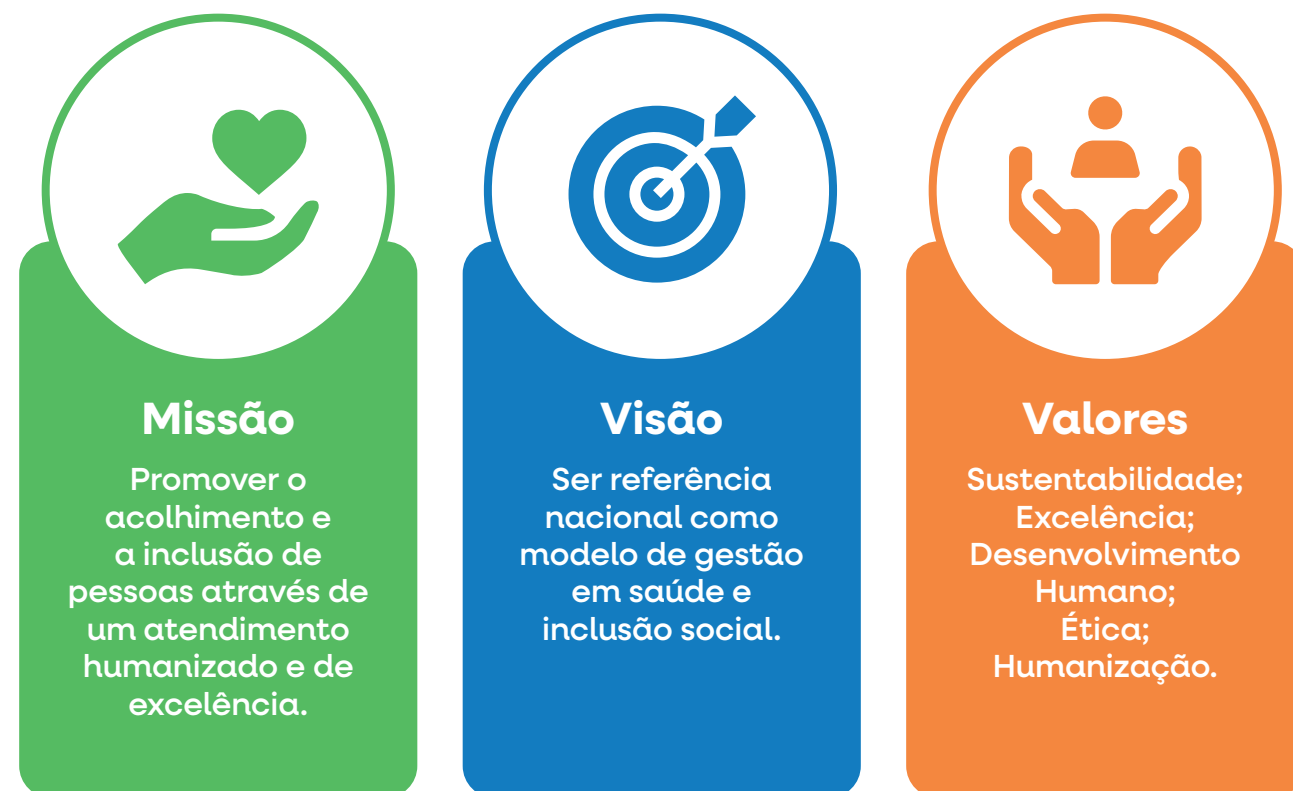 Missão
Promover o
acolhimento e
a inclusão de
pessoas através de
um atendimento
humanizado e de
excelência.
Visão
Ser referência
nacional como
modelo de gestão
em saúde e
inclusão social.
Valores
Sustentabilidade;
Excelência;
Desenvolvimento
Humano;
Ética;
Humanização.